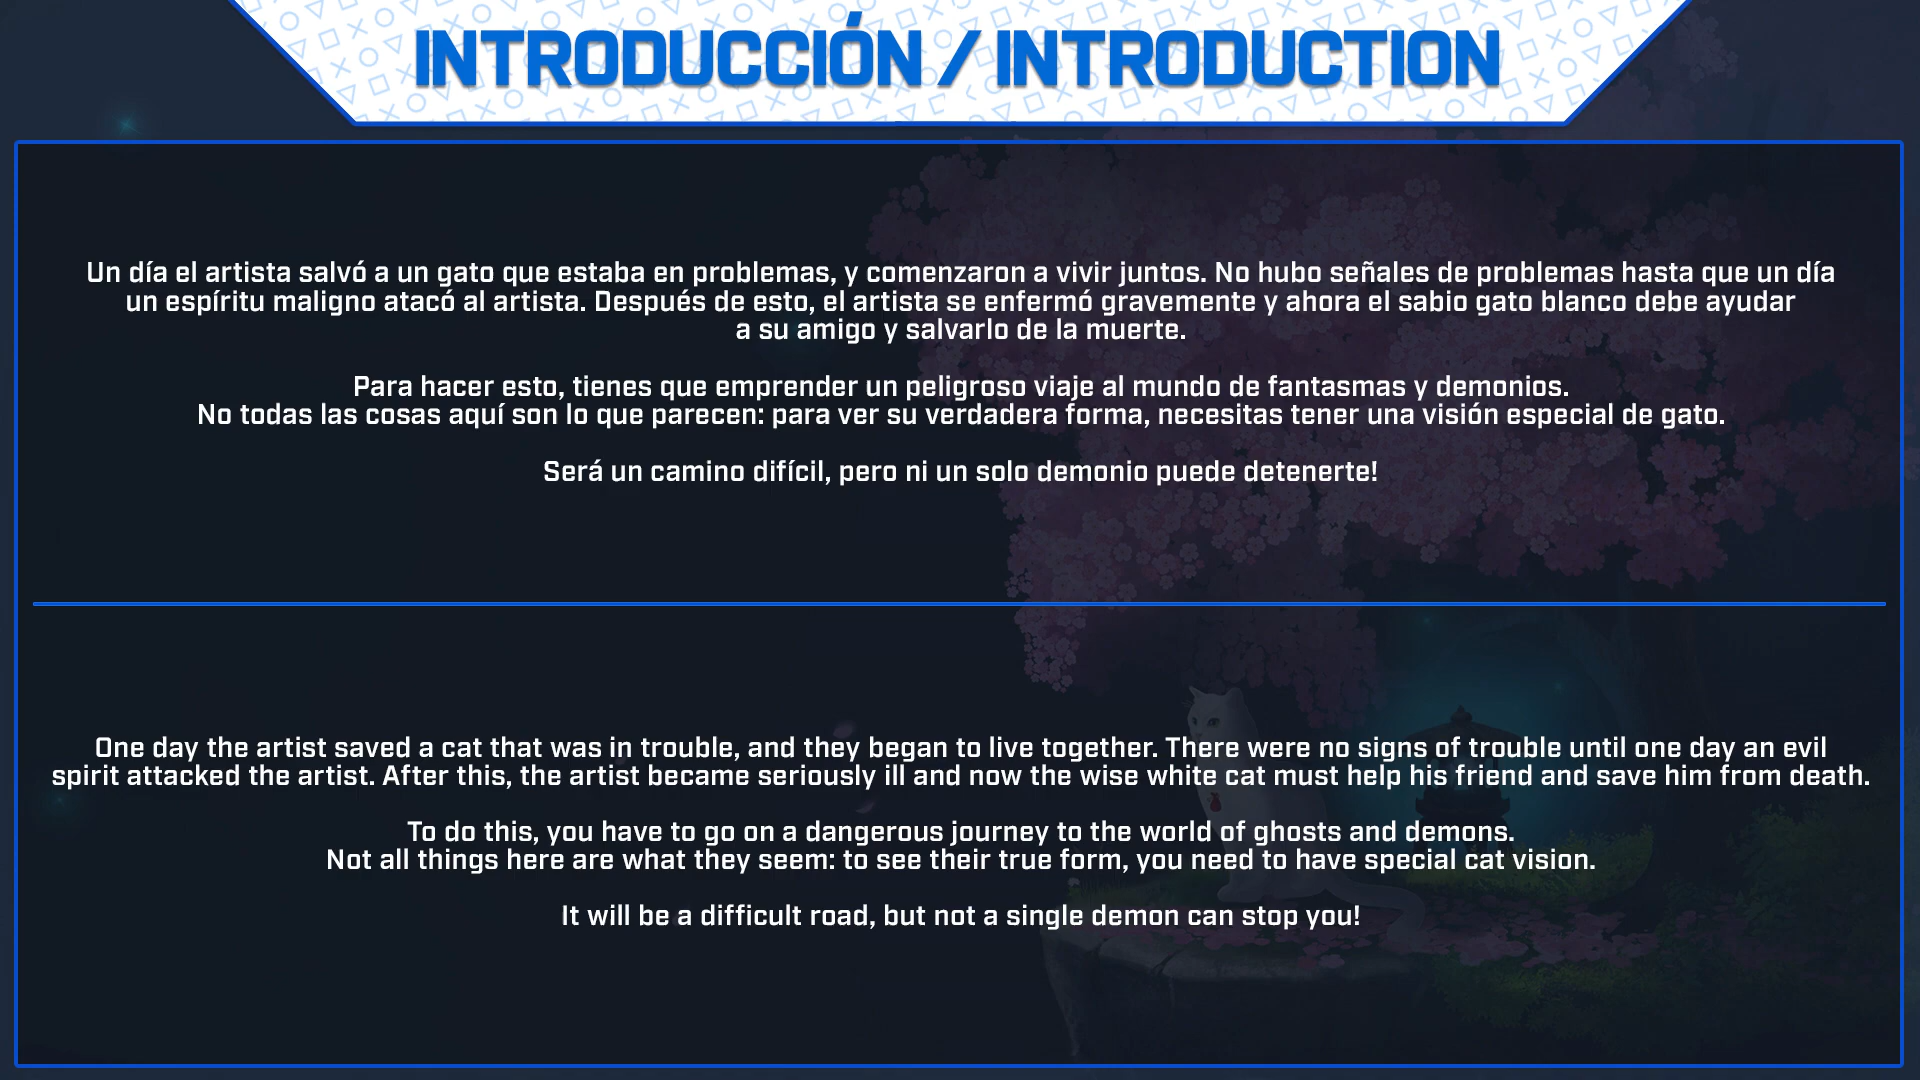 INTRODUCCIÓN / INTRODUCTION
Un día el artista salvó a un gato que estaba en problemas, y comenzaron a vivir juntos. No hubo señales de problemas hasta que un día
un espíritu maligno atacó al artista. Después de esto, el artista se enfermó gravemente y ahora el sabio gato blanco debe ayudar
a su amigo y salvarlo de la muerte.
Para hacer esto, tienes que emprender un peligroso viaje al mundo de fantasmas y demonios.
No todas las cosas aquí son lo que parecen: para ver su verdadera forma, necesitas tener una visión especial de gato.
Será un camino difícil, pero ni un solo demonio puede detenerte!
One day the artist saved a cat that was in trouble, and they began to live together. There were no signs of trouble until one day an evil
spirit attacked the artist. After this, the artist became seriously ill and now the wise white cat must help his friend and save him from death.
To do this, you have to go on a dangerous journey to the world of ghosts and demons.
Not all things here are what they seem: to see their true form, you need to have special cat vision.
It will be a difficult road, but not a single demon can stop you!